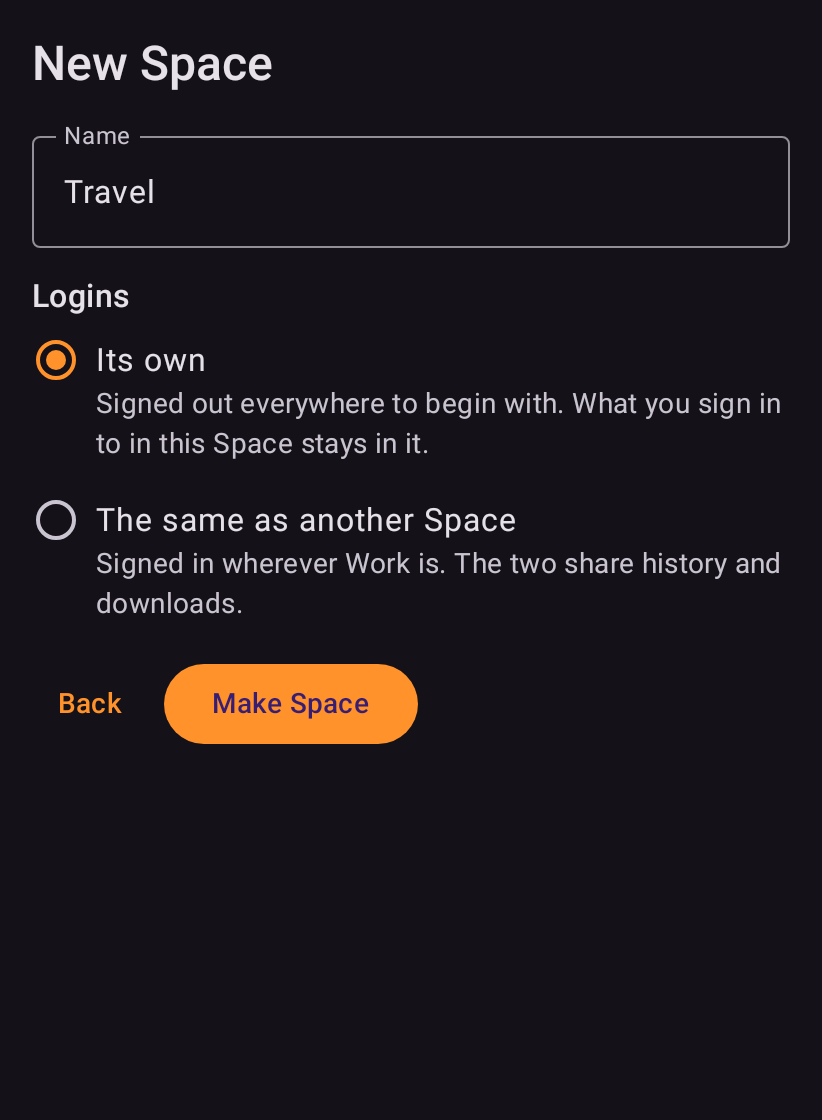 New Space
Name
Travel
Logins
Its own
Signed out everywhere to begin with. What you sign in
to in this Space stays in it.
The same as another Space
Signed in wherever Work is. The two share history and
downloads.
Back
Make Space